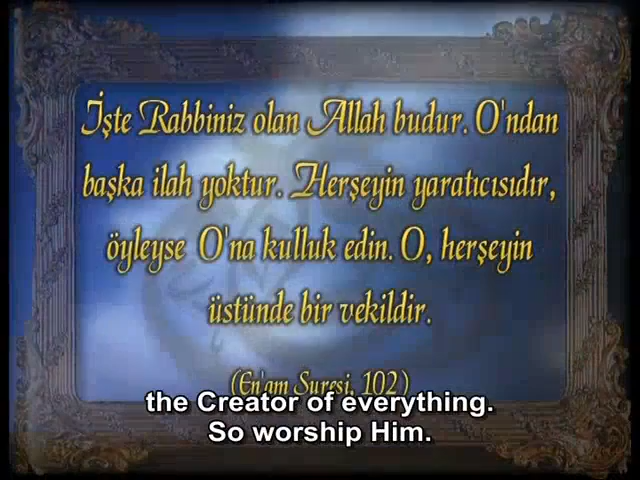 İşte Rabbiniz olan Allah budur. O'ndan
başka ilah yoktur. Herşeyin yaratıcısıdır,
öyleyse O'na kulluk edin. O, herşeyin
üstünde bir vekildir.
(En'am Suresi, 102)
the Creator of everything.
So worship Him.